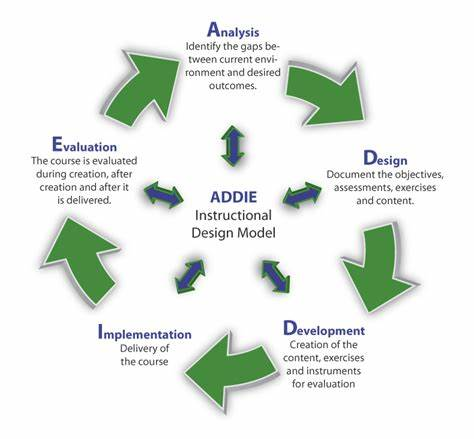 Analysis
Identify the gaps be-
tween current envi-
ronment and desired
outcomes.
Design
Document the objectives,
assessments, exercises
and content.
Development
Creation of the
content, exercises
and instruments
for evaluation
Implementation
Delivery of
the course
Evaluation
The course is evaluated
during creation, after
creation and after it
is delivered.
ADDIE
Instructional
Design Model